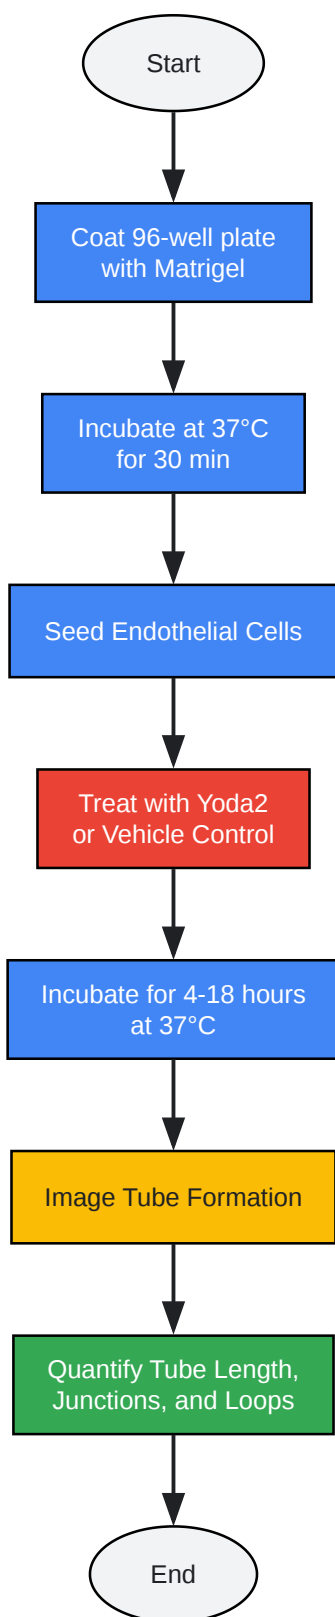 Start
Coat 96-well plate
with Matrigel
Incubate at 37°C
for 30 min
Seed Endothelial Cells
Treat with Yoda2
or Vehicle Control
Incubate for 4-18 hours
at 37°C
Image Tube Formation
Quantify Tube Length,
Junctions, and Loops
End